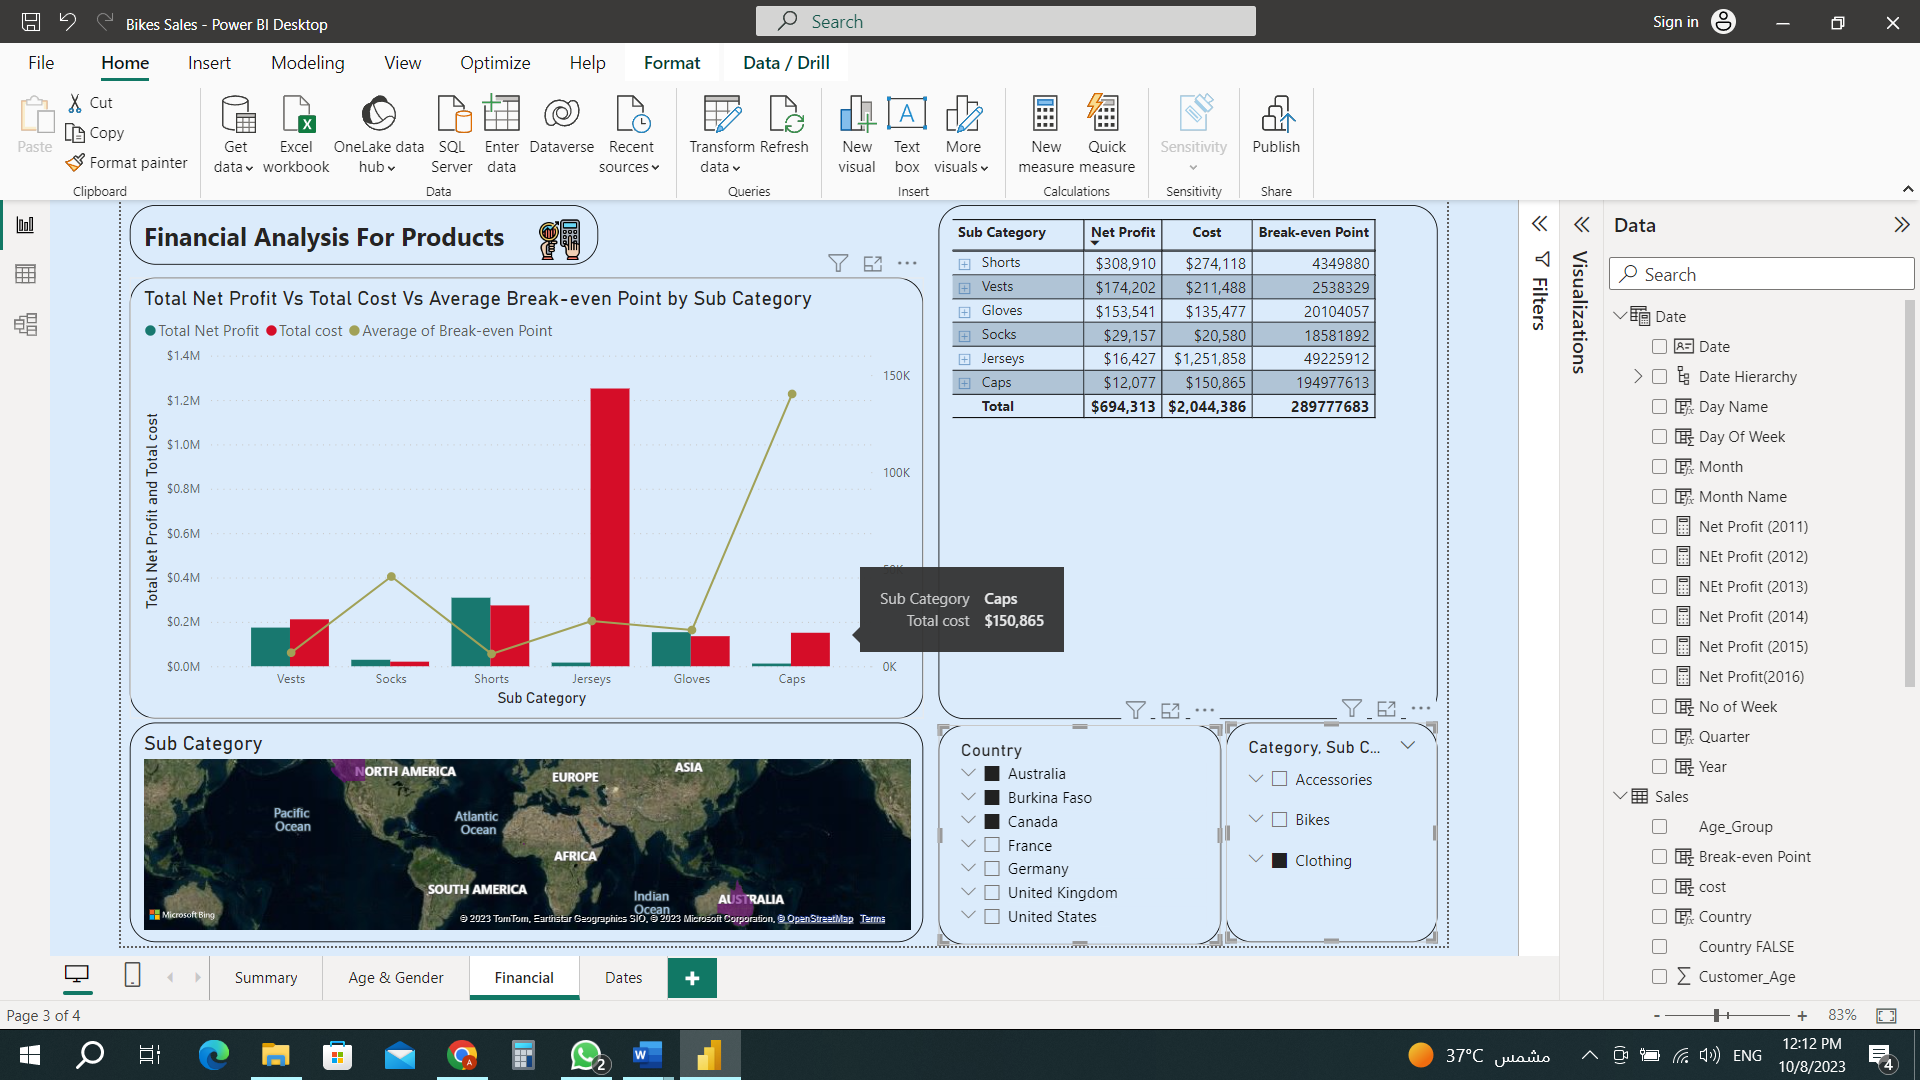 Bikes Sales - Power BI Desktop
Search
Sign in
File Home Insert Modeling View Optimize Help Format Data / Drill
Paste
Cut
Copy
Format painter
Clipboard
Get data
Excel workbook
OneLake data hub
SQL Server
Enter data
Dataverse
Recent sources
Data
Transform data
Refresh
Queries
New visual
Text box
More visuals
Insert
New measure
Quick measure
Calculations
Sensitivity
Sensitivity
Publish
Share
Financial Analysis For Products
Total Net Profit Vs Total Cost Vs Average Break-even Point by Sub Category
Total Net Profit Total cost Average of Break-even Point
Total Net Profit and Total cost
$1.4M
$1.2M
$1.0M
$0.8M
$0.6M
$0.4M
$0.2M
$0.0M
150K
100K
0K
Vests Socks Shorts Jerseys Gloves Caps
Sub Category
Sub Category Caps
Total cost $150,865
Sub Category Net Profit Cost Break-even Point
Shorts $308,910 $274,118 4349880
Vests $174,202 $211,488 2538329
Gloves $153,541 $135,477 20104057
Socks $29,157 $20,580 18581892
Jerseys $16,427 $1,251,858 49225912
Caps $12,077 $150,865 194977613
Total $694,313 $2,044,386 289777683
Sub Category
NORTH AMERICA
EUROPE
ASIA
Pacific Ocean
Atlantic Ocean
AFRICA
SOUTH AMERICA
Indian Ocean
AUSTRALIA
Microsoft Bing
© 2023 TomTom, Earthstar Geographics SIO, © 2023 Microsoft Corporation, © OpenStreetMap Terms
Country
Australia
Burkina Faso
Canada
France
Germany
United Kingdom
United States
Category, Sub C...
Accessories
Bikes
Clothing
Filters
Visualizations
Data
Search
Date
Date
Date Hierarchy
Day Name
Day Of Week
Month
Month Name
Net Profit (2011)
NEt Profit (2012)
NEt Profit (2013)
Net Profit (2014)
Net Profit (2015)
Net Profit(2016)
No of Week
Quarter
Year
Sales
Age_Group
Break-even Point
cost
Country
Country FALSE
Customer_Age
Summary Age & Gender Financial Dates
Page 3 of 4
- + 83%
2
37°C مشمس
ENG
12:12 PM
10/8/2023
4